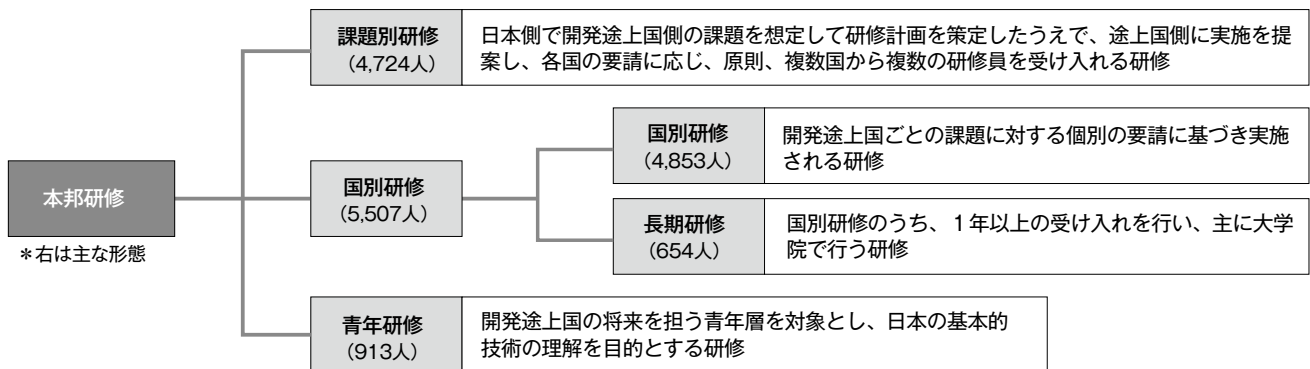 課題別研修
（4,724人）
日本側で開発途上国側の課題を想定して研修計画を策定したうえで、途上国側に実施を提
案し、各国の要請に応じ、原則、複数国から複数の研修員を受け入れる研修
本邦研修
＊右は主な形態
国別研修
（5,507人）
国別研修
（4,853人）
開発途上国ごとの課題に対する個別の要請に基づき実施
される研修
長期研修
（654人）
国別研修のうち、1年以上の受け入れを行い、主に大学
院で行う研修
青年研修
（913人）
開発途上国の将来を担う青年層を対象とし、日本の基本的
技術の理解を目的とする研修